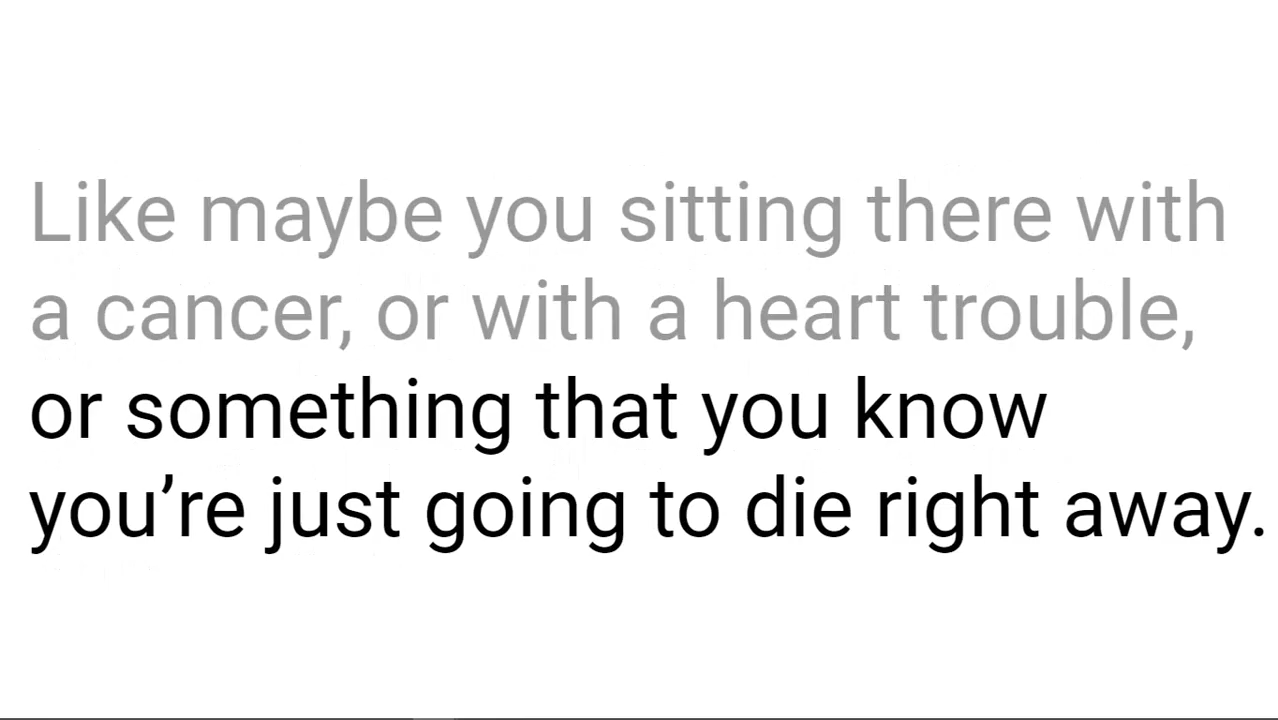 Like maybe you sitting there with
a cancer, or with a heart trouble,
or something that you know
you’re just going to die right away.